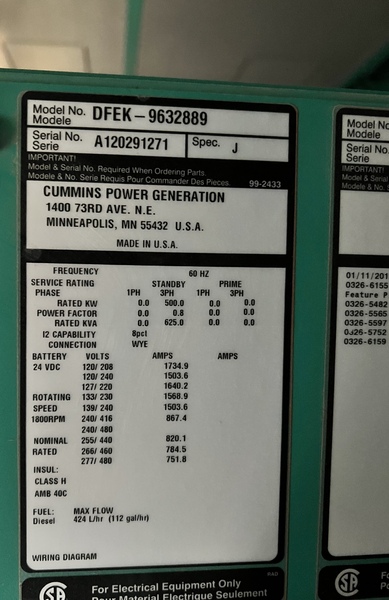 Model No.
Modele
DFEK-9632889
Serial No.
Serie
A120291271
Spec. J
IMPORTANT!
Model & Serial No. Required When Ordering Parts.
Modele & No. Serie Requis Pour Commander Des Pieces. 99-2433
CUMMINS POWER GENERATION
1400 73RD AVE. N.E.
MINNEAPOLIS, MN 55432 U.S.A.
MADE IN U.S.A.
FREQUENCY 60 HZ
SERVICE RATING STANDBY PRIME
PHASE 1PH 3PH 1PH 3PH
RATED KW 0.0 500.0 0.0 0.0
POWER FACTOR 0.0 0.8 0.0 0.0
RATED KVA 0.0 625.0 0.0 0.0
I2 CAPABILITY 8pct
CONNECTION WYE
BATTERY VOLTS AMPS AMPS
24 VDC 120/ 208 1734.9
120/ 240 1503.6
127/ 220 1640.2
ROTATING 133/ 230 1568.9
SPEED 139/ 240 1503.6
1800RPM 240/ 416 867.4
240/ 480
NOMINAL 255/ 440 820.1
RATED 266/ 460 784.5
277/ 480 751.8
INSUL:
CLASS H
AMB 40C
FUEL: MAX FLOW
Diesel 424 L/hr (112 gal/hr)
WIRING DIAGRAM
For Electrical Equipment Only
Pour Material Electrique Seulement
Model No.
Modele
Serial No.
Serie
IMPORTANT!
Model & S
Modele & No.
01/11/201
0326-6155
Feature P
0326-5482
0326-5565
0326-5597
0326-5752
0326-6159
Fo
Po